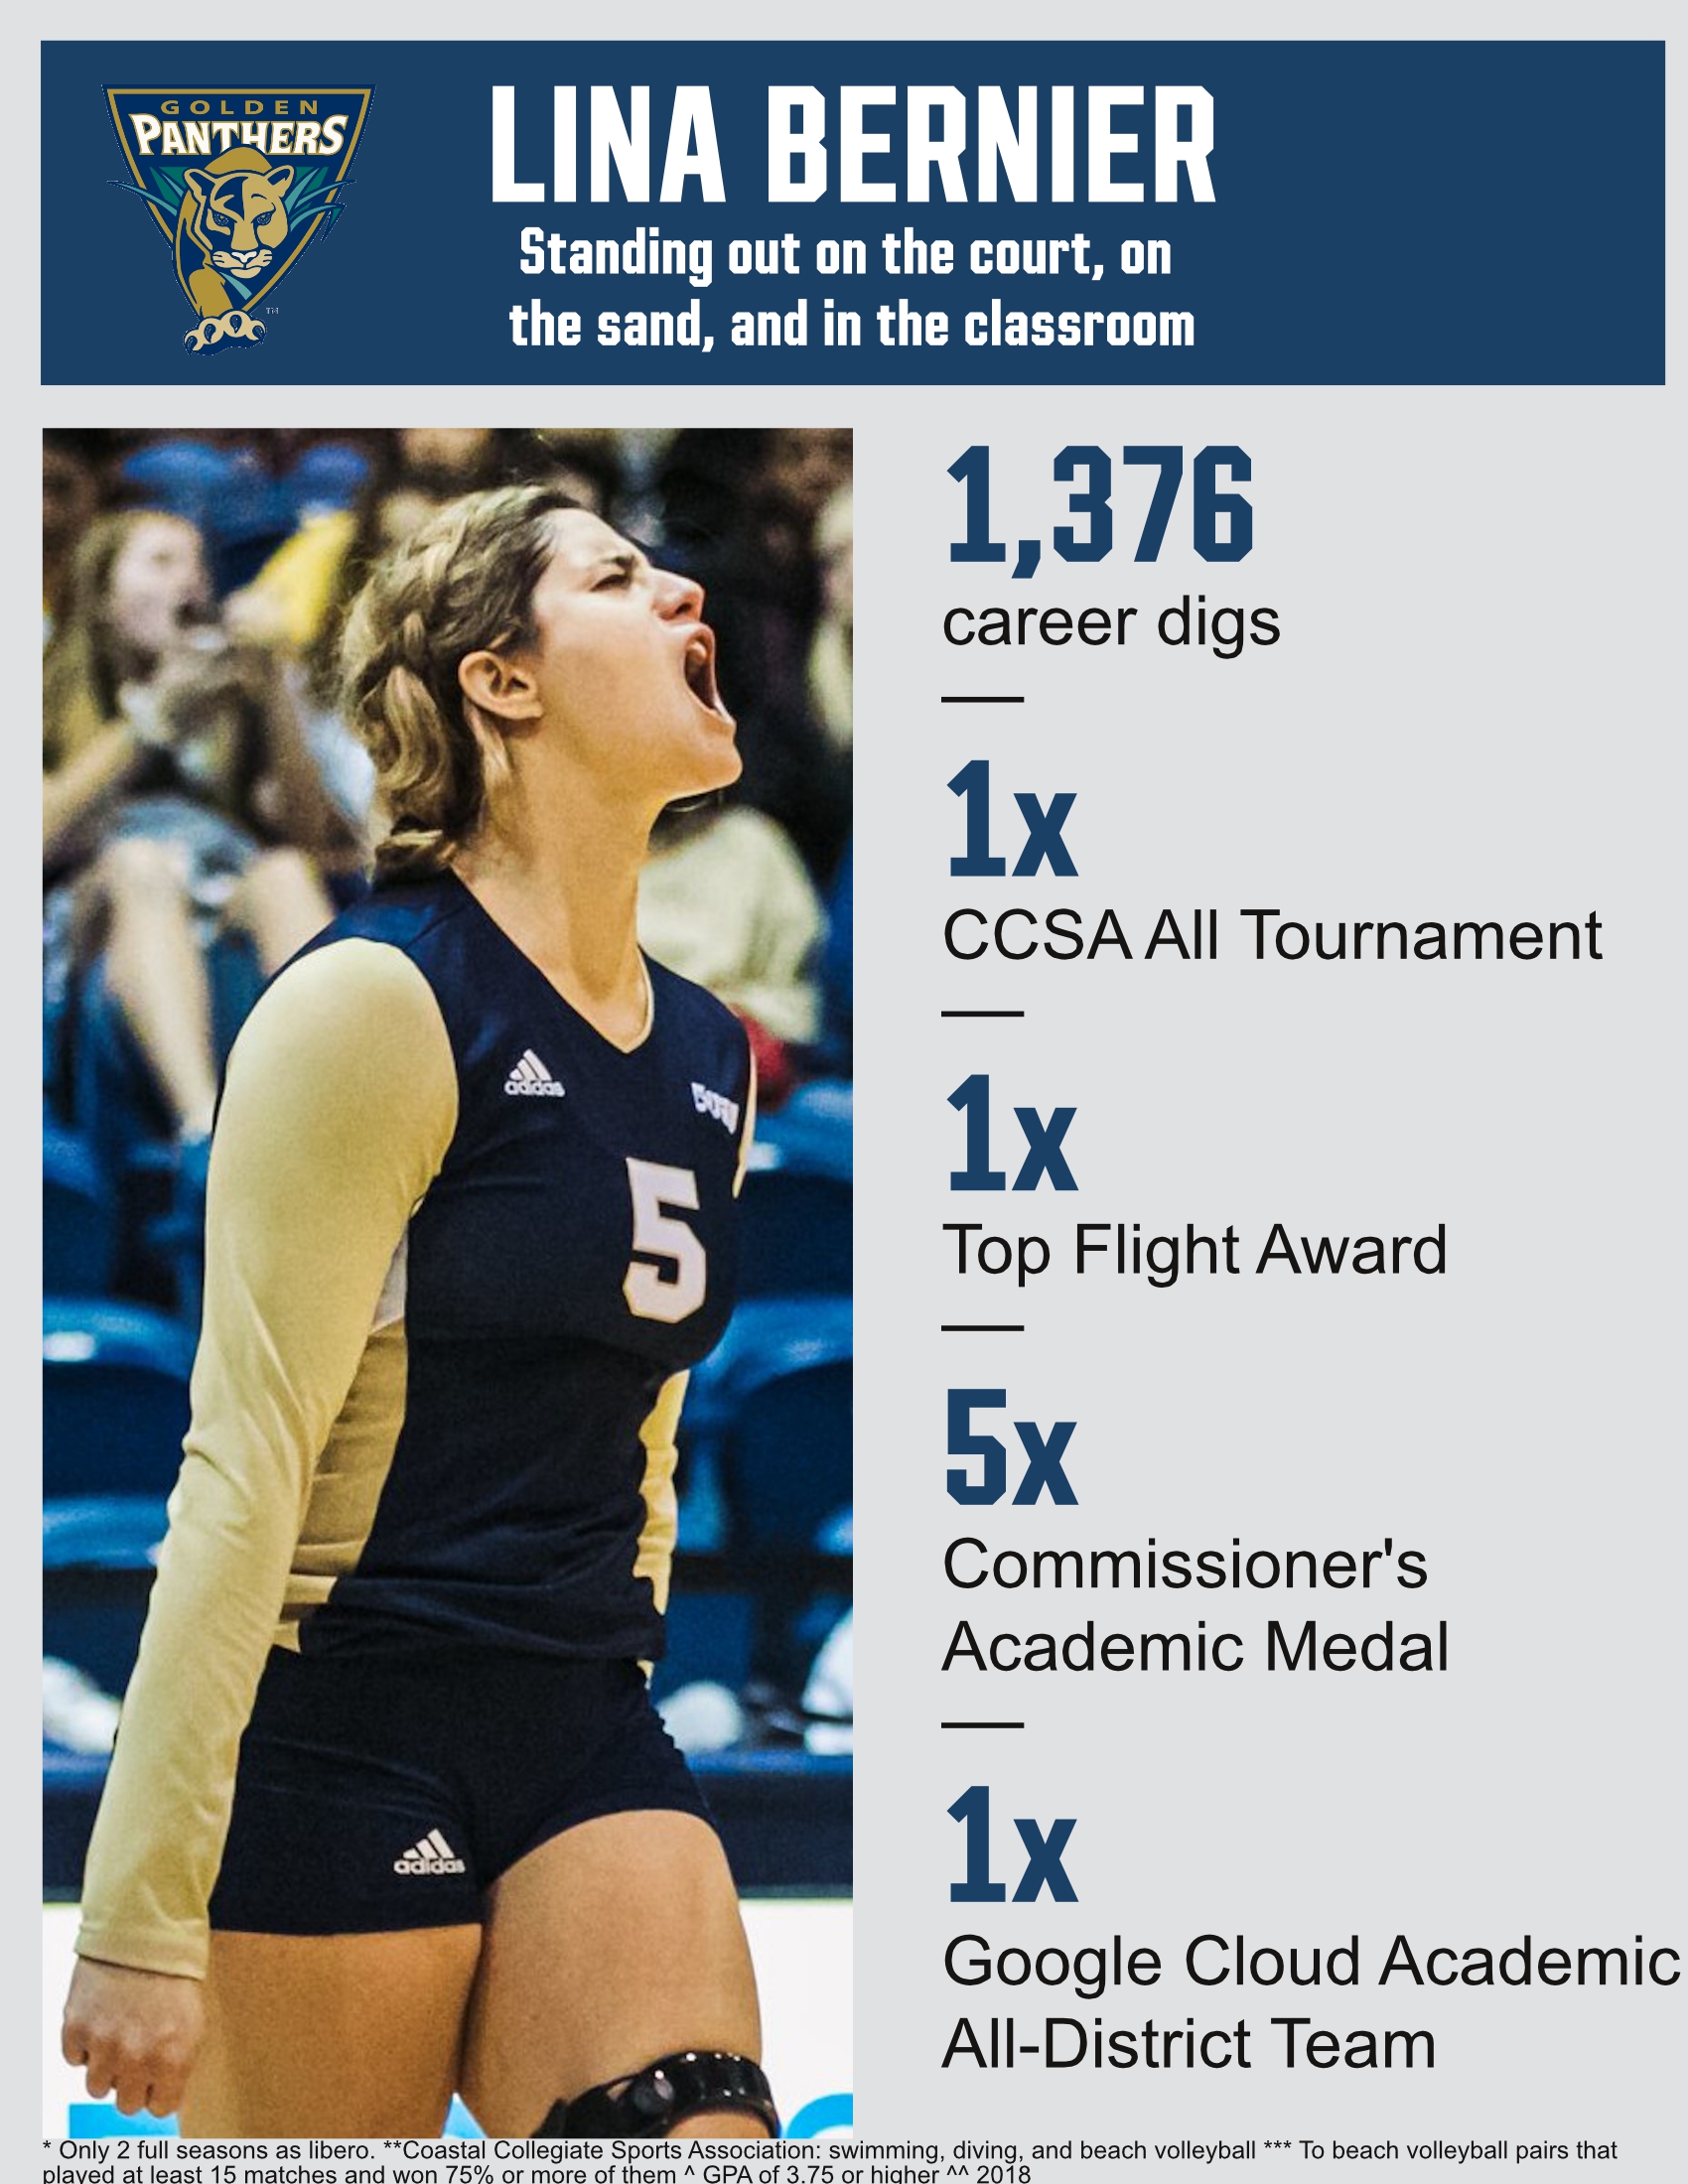 GOLDEN
PANTHERS
TM
LINA BERNIER
Standing out on the court, on
the sand, and in the classroom
1,376
career digs
1x
CCSA All Tournament
1x
Top Flight Award
5x
Commissioner's
Academic Medal
1x
Google Cloud Academic
All-District Team
adidas
5
adidas
* Only 2 full seasons as libero. **Coastal Collegiate Sports Association: swimming, diving, and beach volleyball *** To beach volleyball pairs that
played at least 15 matches and won 75% or more of them ^ GPA of 3.75 or higher ^^ 2018